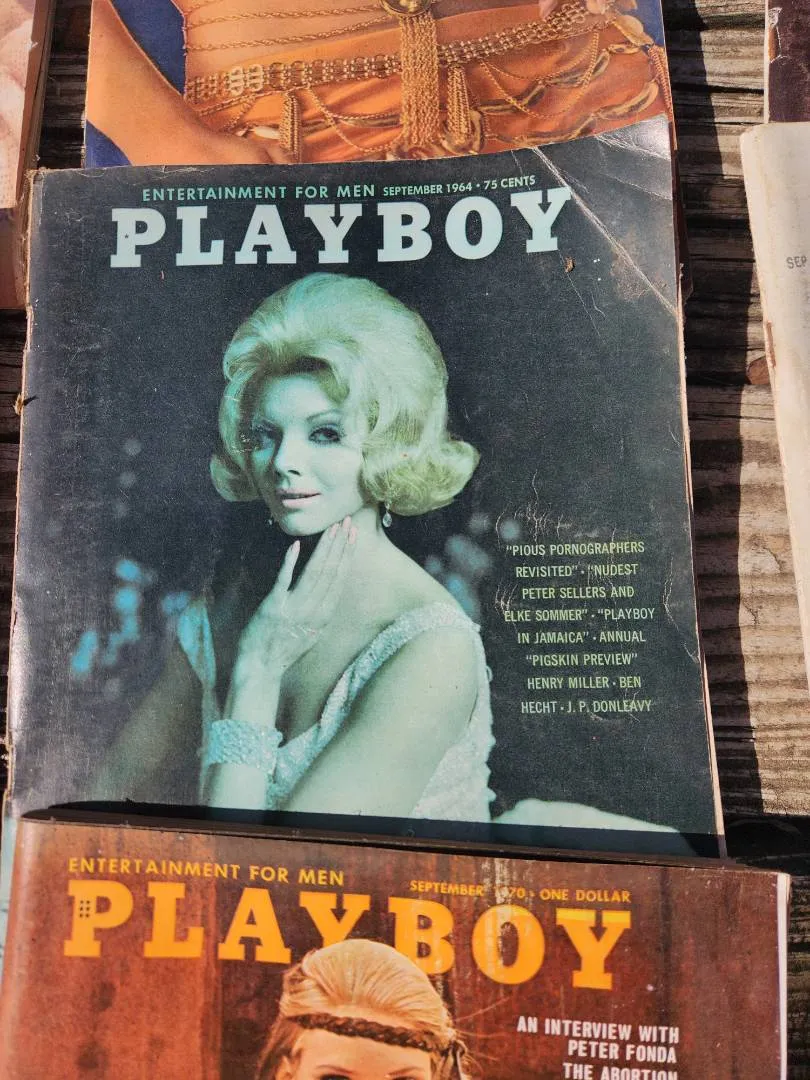 ENTERTAINMENT FOR MEN SEPTEMBER 1964 • 75 CENTS
PLAYBOY
"PIOUS PORNOGRAPHERS
REVISITED" • "NUDEST
PETER SELLERS AND
ELKE SOMMER" • "PLAYBOY
IN JAMAICA" • ANNUAL
"PIGSKIN PREVIEW"
HENRY MILLER • BEN
HECHT • J. P. DONLEAVY
SEP
ENTERTAINMENT FOR MEN
SEPTEMBER 1970 • ONE DOLLAR
PLAYBOY
AN INTERVIEW WITH
PETER FONDA
THE ABORTION